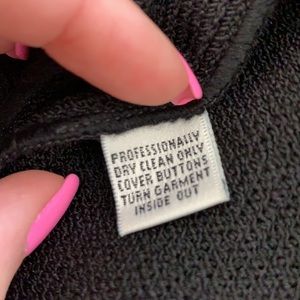 PROFESSIONALLY
DRY CLEAN ONLY
COVER BUTTONS
TURN GARMENT
INSIDE OUT